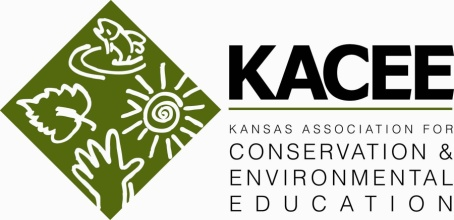 KACEE
KANSAS ASSOCIATION FOR
CONSERVATION &
ENVIRONMENTAL
EDUCATION